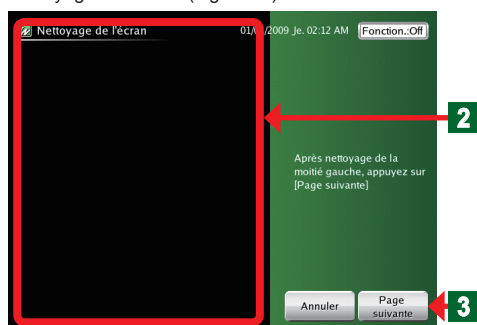 Nettoyage de l'écran 01/ /2009 Je. 02:12 AM Fonction.:Off
2
Après nettoyage de la
moitié gauche, appuyez sur
[Page suivante]
Annuler Page
suivante
3